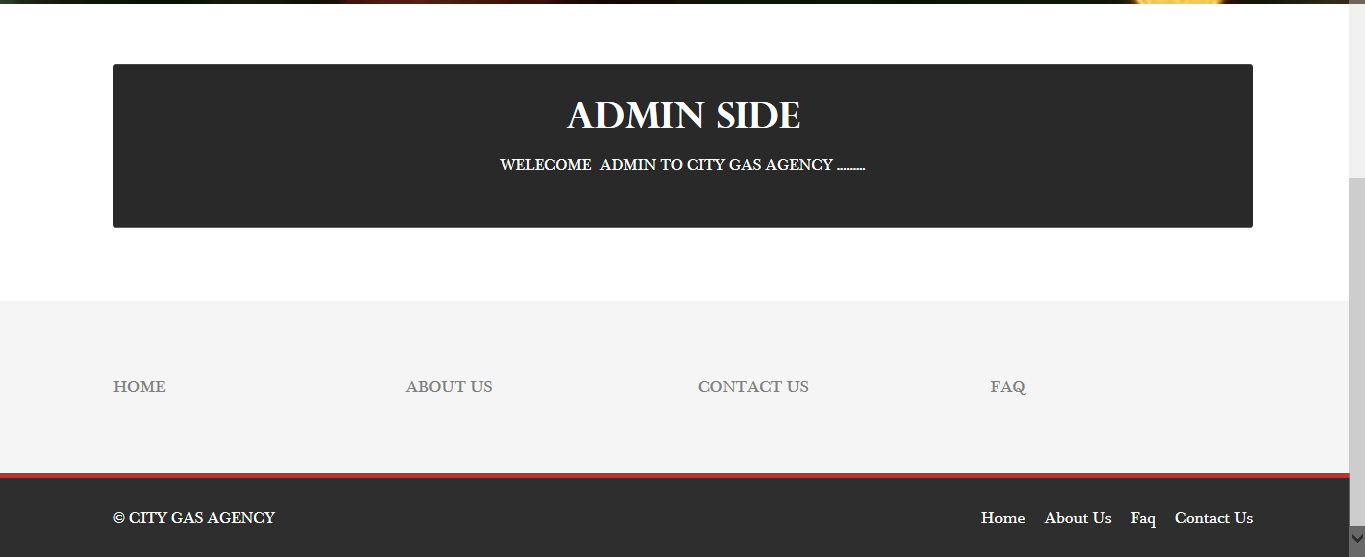 ADMIN SIDE
WELECOME ADMIN TO CITY GAS AGENCY .........
HOME ABOUT US CONTACT US FAQ
© CITY GAS AGENCY Home About Us Faq Contact Us